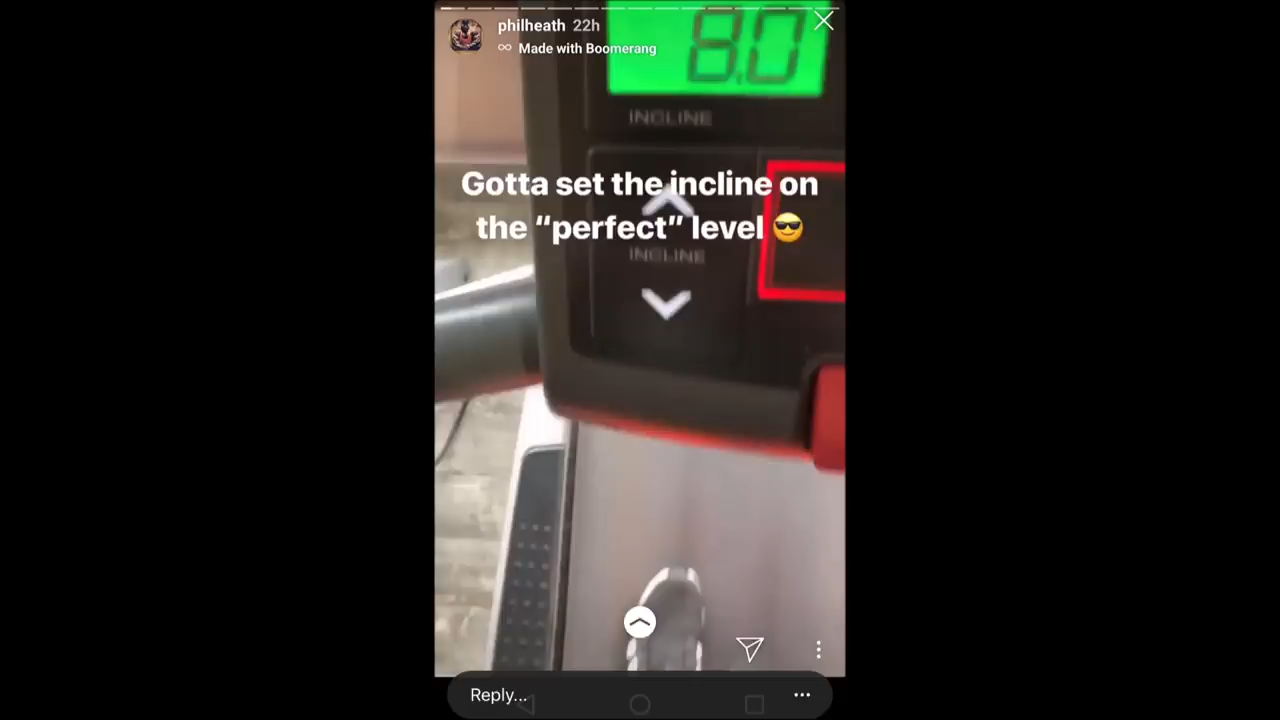 philheath 22h
Made with Boomerang
8.0
INCLINE
Gotta set the incline on
the “perfect” level 😎
INCLINE
Reply...